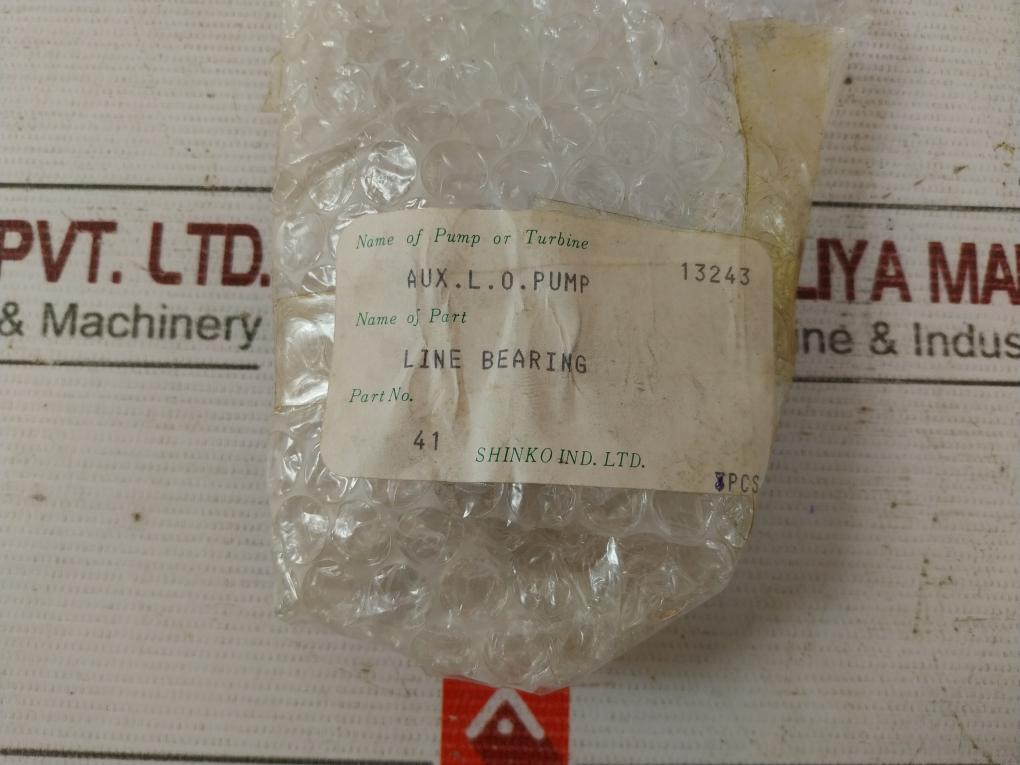 PVT. LTD.
& Machinery
Name of Pump or Turbine
AUX.L.O.PUMP 13243
Name of Part
LINE BEARING
Part No.
41 SHINKO IND. LTD.
PCS
LIYA MA
ine & Indus